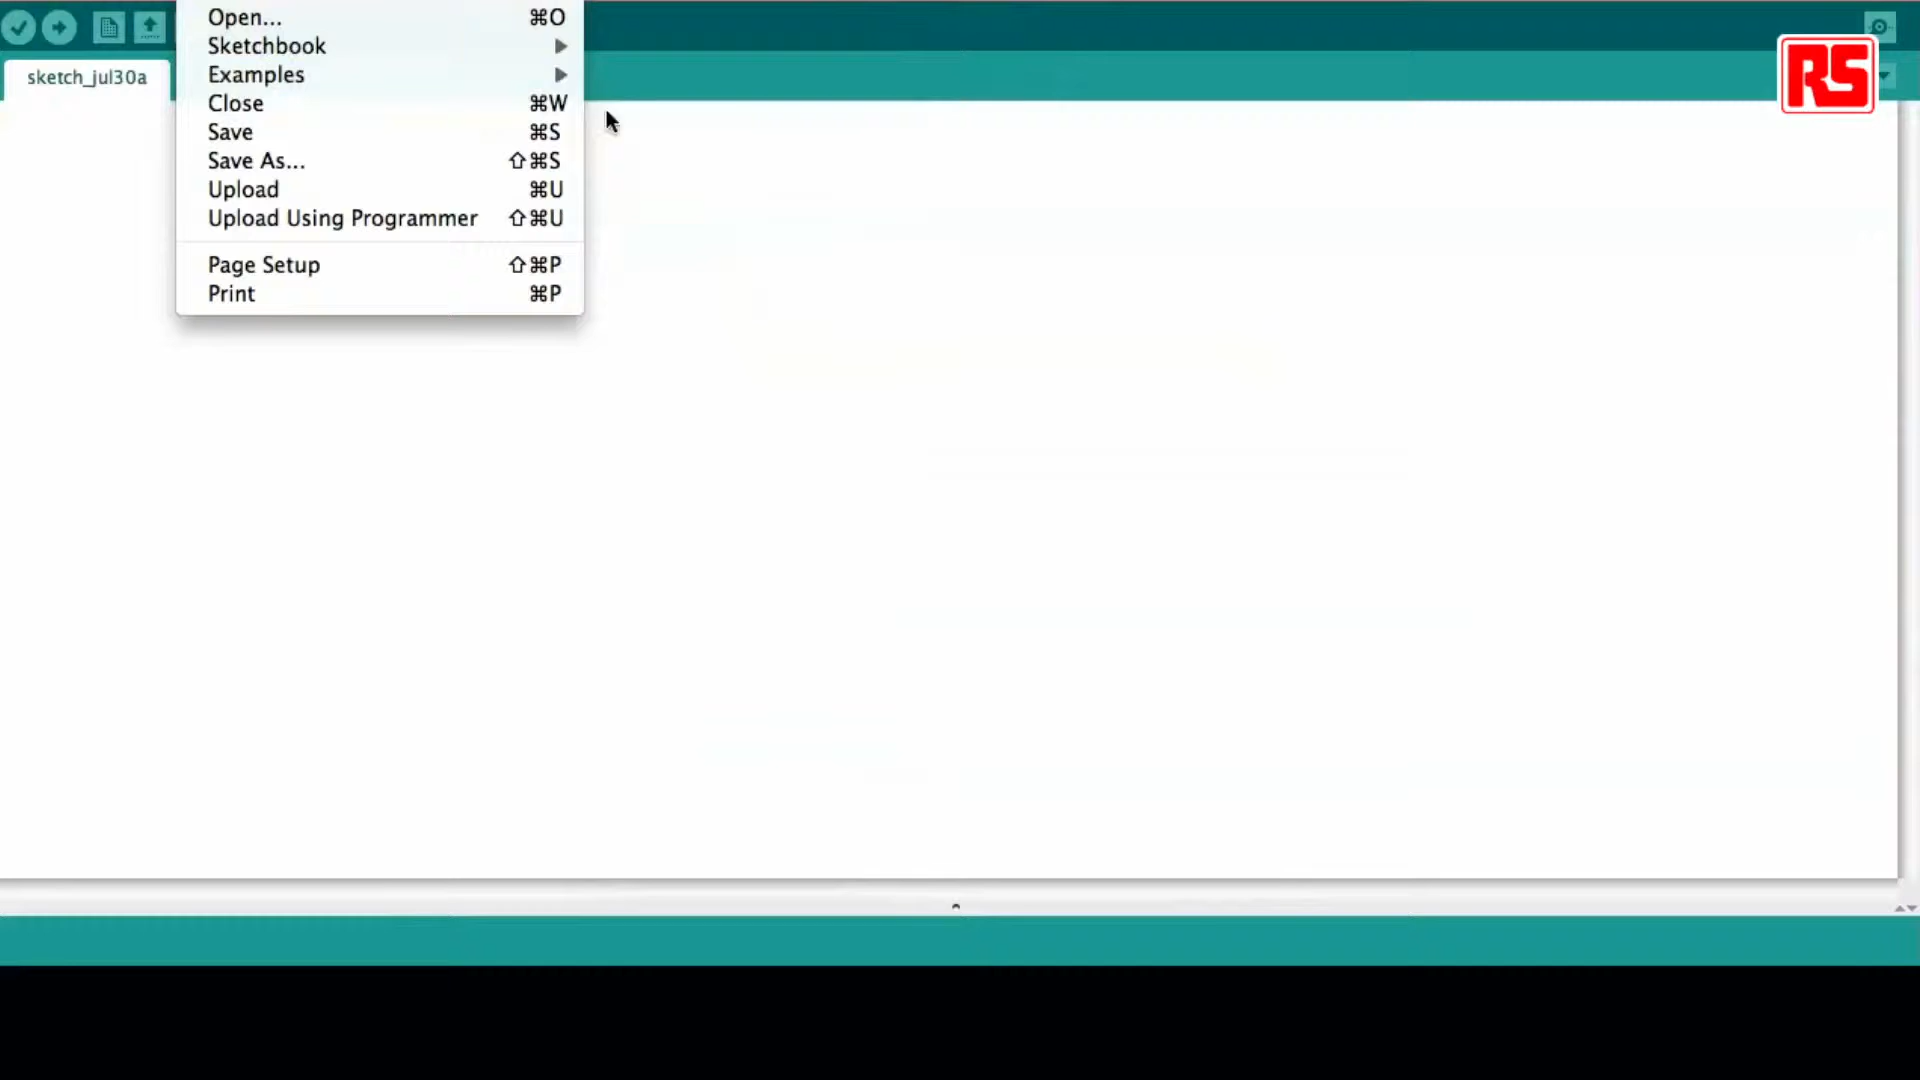 Open... ⌘O
Sketchbook
Examples
Close ⌘W
Save ⌘S
Save As... ⇧⌘S
Upload ⌘U
Upload Using Programmer ⇧⌘U
Page Setup ⇧⌘P
Print ⌘P
sketch_jul30a
RS